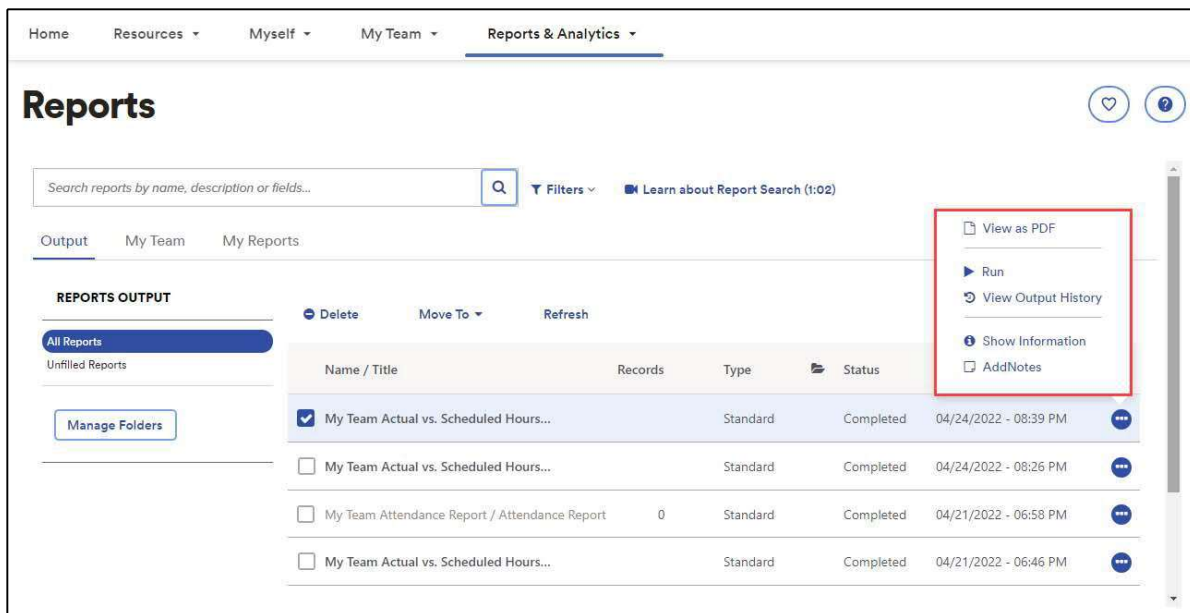 Home Resources Myself My Team Reports & Analytics
Reports
Search reports by name, description or fields... Filters Learn about Report Search (1:02)
View as PDF
Output My Team My Reports
Run
REPORTS OUTPUT
View Output History
Delete Move To Refresh
All Reports
Show Information
Unfilled Reports
AddNotes
Name / Title Records Type Status
Manage Folders
My Team Actual vs. Scheduled Hours... Standard Completed 04/24/2022 - 08:39 PM
My Team Actual vs. Scheduled Hours... Standard Completed 04/24/2022 - 08:26 PM
My Team Attendance Report / Attendance Report 0 Standard Completed 04/21/2022 - 06:58 PM
My Team Actual vs. Scheduled Hours... Standard Completed 04/21/2022 - 06:46 PM